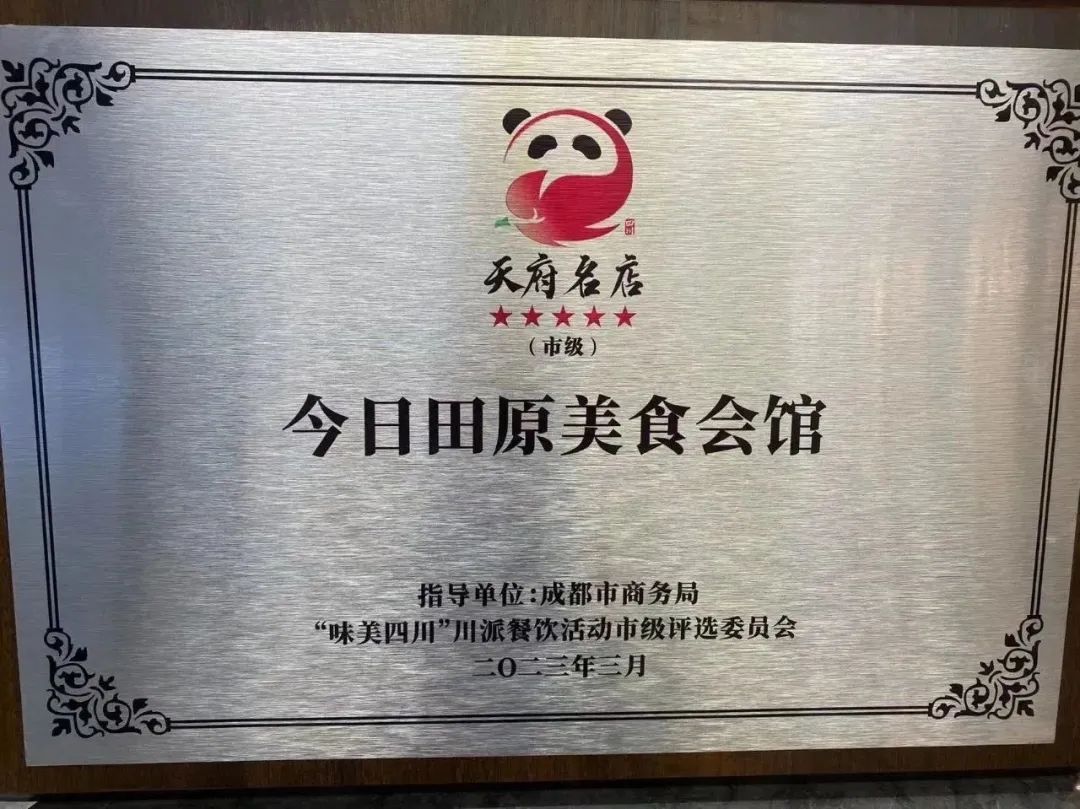 天府名店
★★★★★
（市级）
今日田原美食会馆
指导单位:成都市商务局
“味美四川”川派餐饮活动市级评选委员会
二〇二三年三月